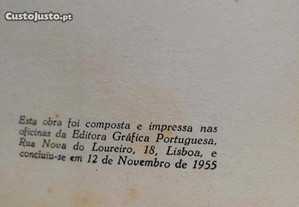 CustoJusto.pt
Esta obra foi composta e impressa nas
oficinas da Editora Gráfica Portuguesa,
Rua Nova do Loureiro, 18, Lisboa, e
concluiu-se em 12 de Novembro de 1955